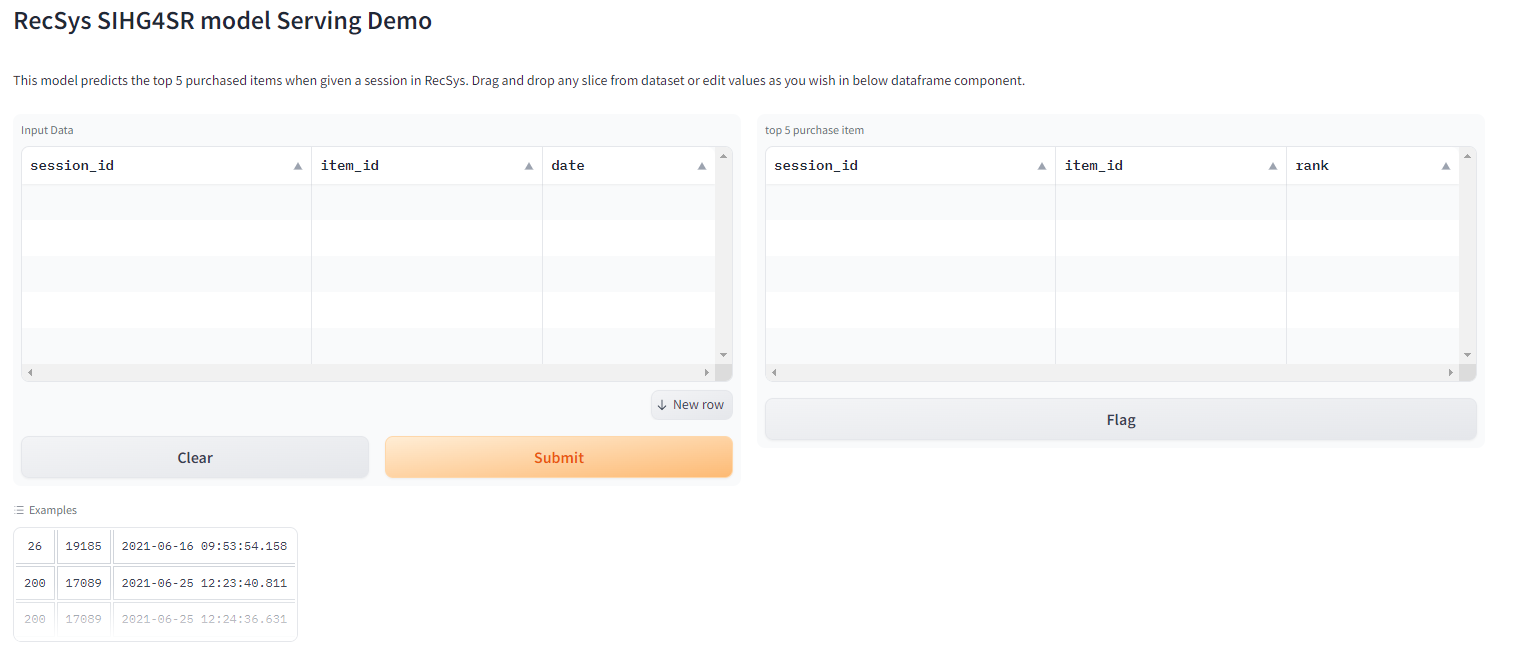 RecSys SIHG4SR model Serving Demo
This model predicts the top 5 purchased items when given a session in RecSys. Drag and drop any slice from dataset or edit values as you wish in below dataframe component.
Input Data
session_id item_id date
New row
Clear Submit
top 5 purchase item
session_id item_id rank
Flag
Examples
26 19185 2021-06-16 09:53:54.158
200 17089 2021-06-25 12:23:40.811
200 17089 2021-06-25 12:24:36.631